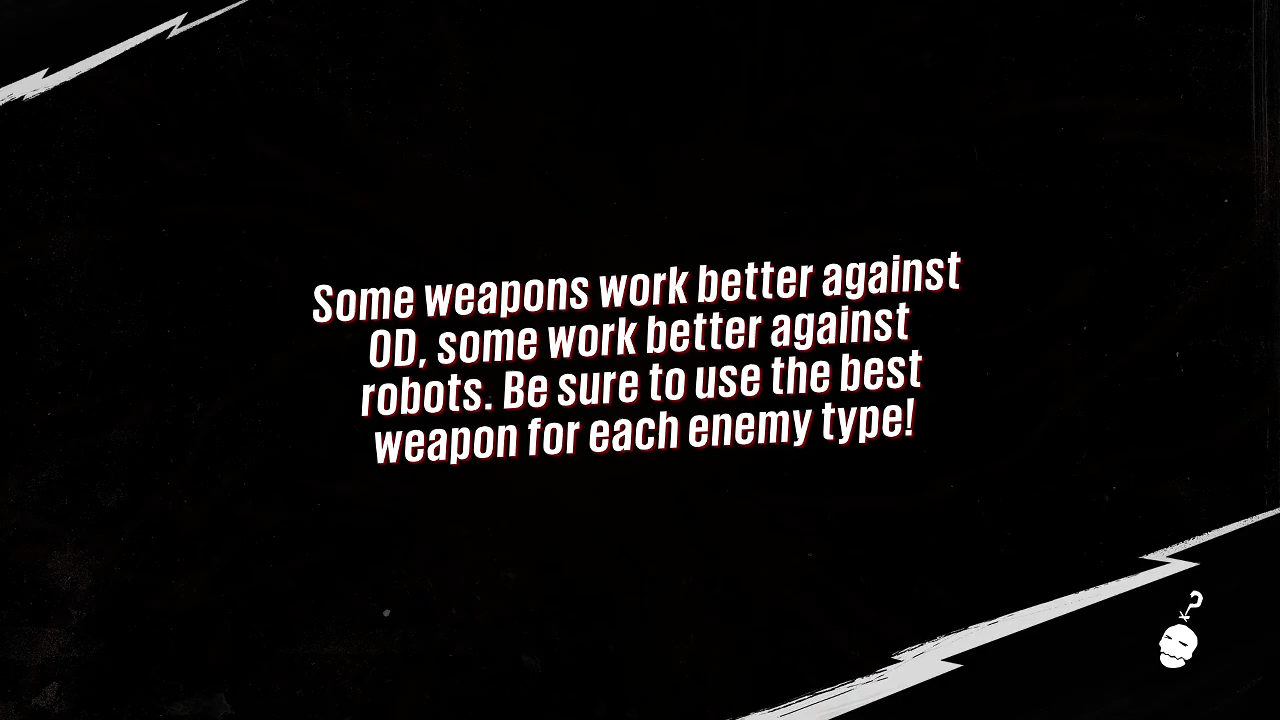 Some weapons work better against
OD, some work better against
robots. Be sure to use the best
weapon for each enemy type!